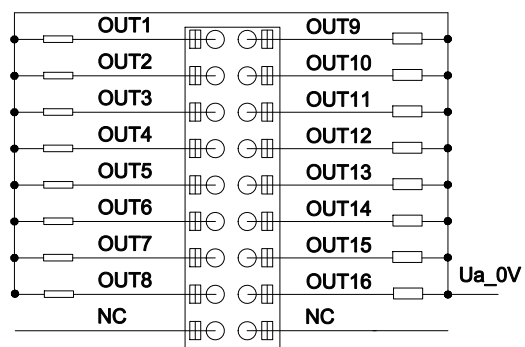 OUT1 OUT9
OUT2 OUT10
OUT3 OUT11
OUT4 OUT12
OUT5 OUT13
OUT6 OUT14
OUT7 OUT15
OUT8 OUT16 Ua_0V
NC NC